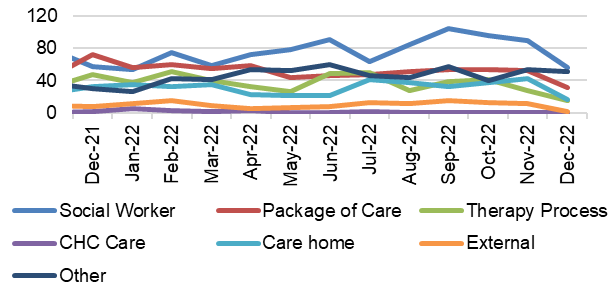 120
80
40
0
Dec-21 Jan-22 Feb-22 Mar-22 Apr-22 May-22 Jun-22 Jul-22 Aug-22 Sep-22 Oct-22 Nov-22 Dec-22
Social Worker Package of Care Therapy Process
CHC Care Care home External
Other